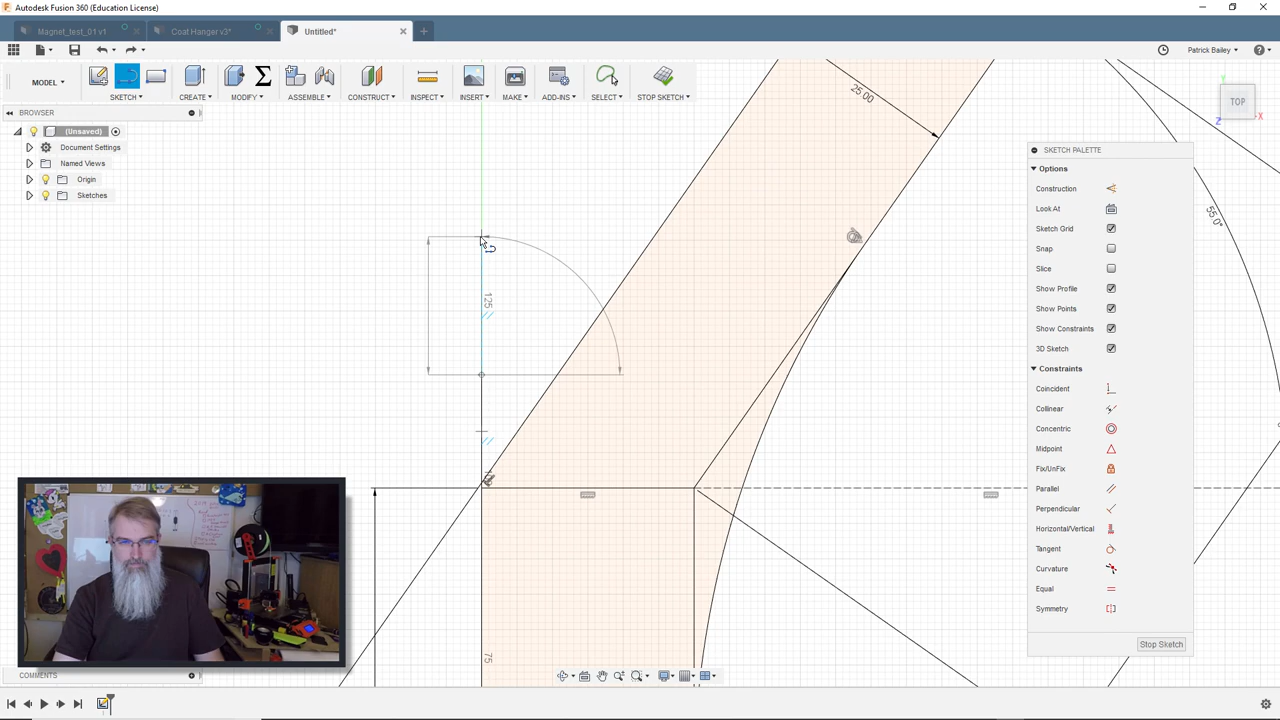 Autodesk Fusion 360 (Education License)
Magnet_test_01 v1
Coat Hanger v3*
Untitled*
Patrick Bailey
MODEL
SKETCH
CREATE
MODIFY
ASSEMBLE
CONSTRUCT
INSPECT
INSERT
MAKE
ADD-INS
SELECT
STOP SKETCH
BROWSER
(Unsaved)
Document Settings
Named Views
Origin
Sketches
TOP
Y
X
Z
25.00
55.0°
125
75
SKETCH PALETTE
Options
Construction
Look At
Sketch Grid
Snap
Slice
Show Profile
Show Points
Show Constraints
3D Sketch
Constraints
Coincident
Collinear
Concentric
Midpoint
Fix/UnFix
Parallel
Perpendicular
Horizontal/Vertical
Tangent
Curvature
Equal
Symmetry
Stop Sketch
COMMENTS